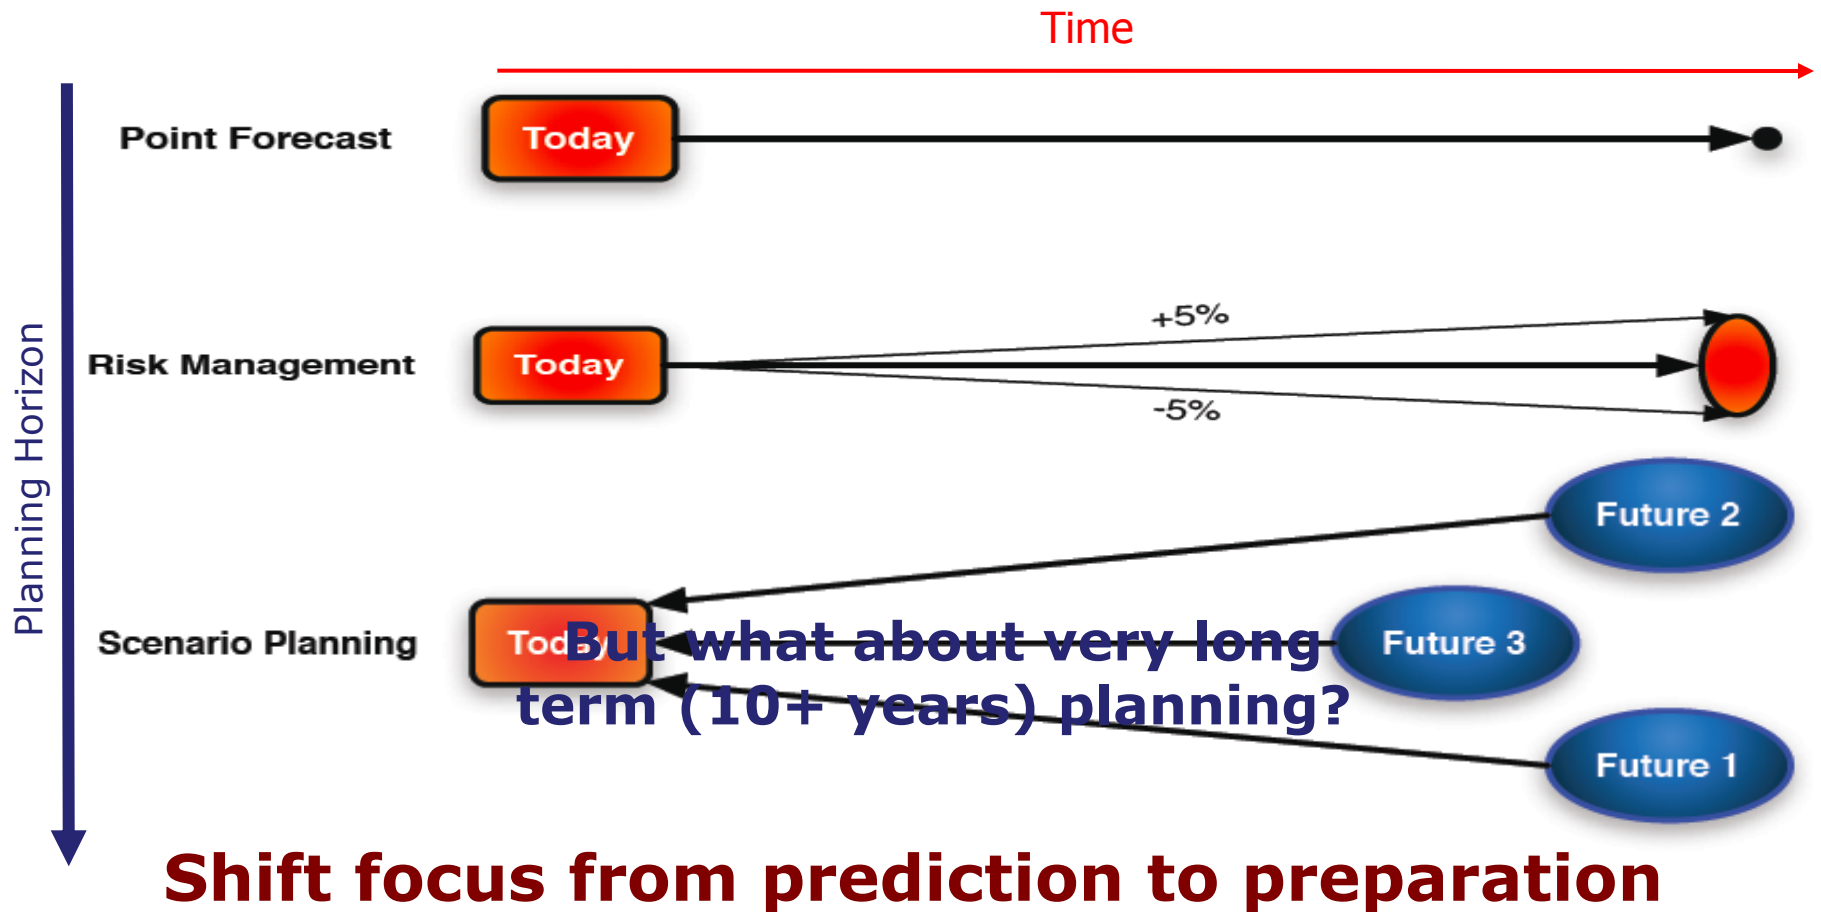 Time
Point Forecast
Today
Planning Horizon
Risk Management
Today
+5%
-5%
Scenario Planning
Today
Future 2
Future 3
Future 1
But what about very long
term (10+ years) planning?
Shift focus from prediction to preparation